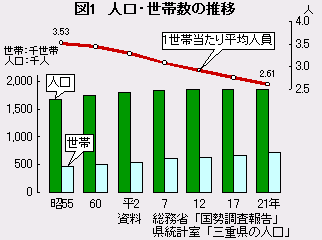 図1　人口・世帯数の推移
人
4.0
3.53
1世帯当たり平均人員
世帯:千世帯
人口:千人
3.5
人口
3.0
2,000
2.61
2.5
1,500
1,000
世帯
500
0
昭55 60 平2 7 12 17 21年
資料　総務省「国勢調査報告」
県統計室「三重県の人口」